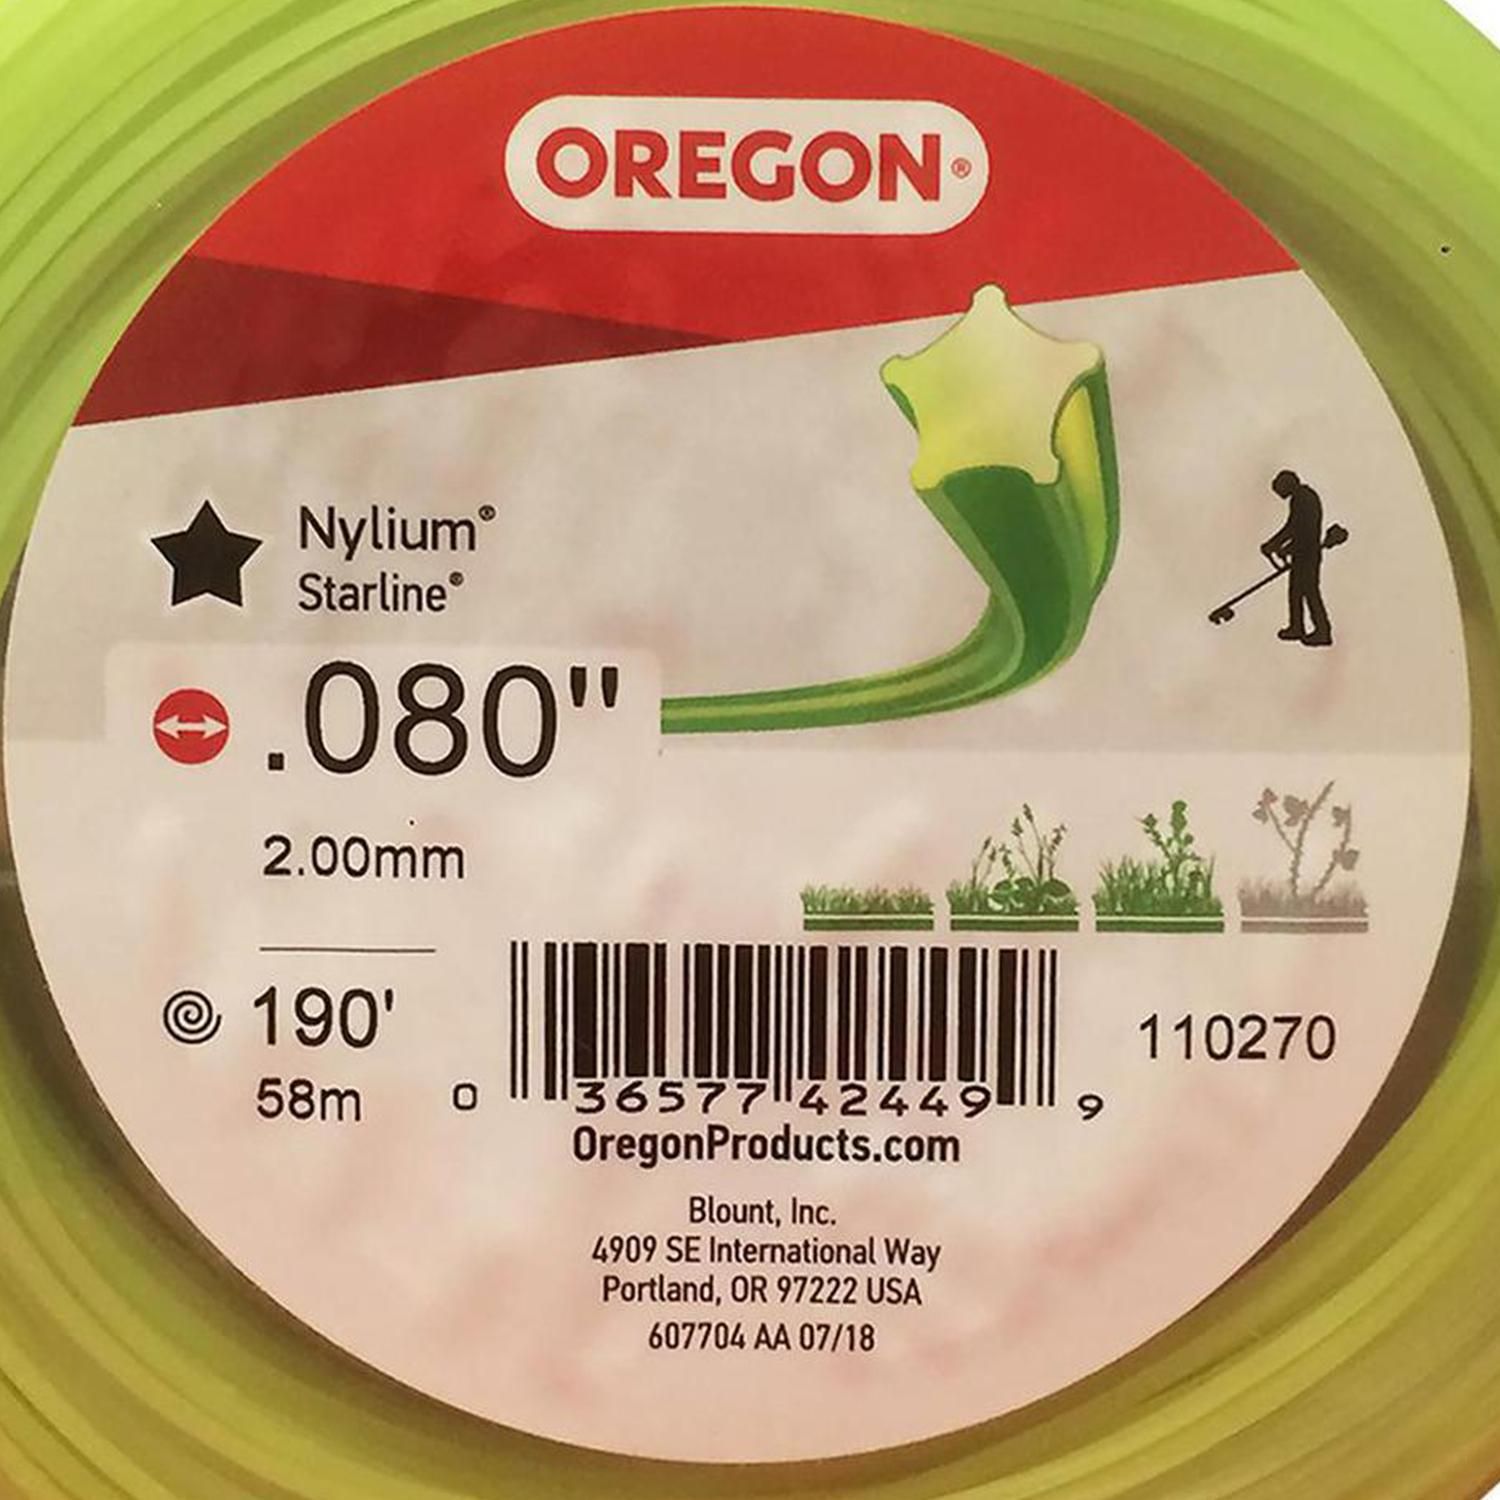 OREGON®
Nylium®
Starline®
.080"
2.00mm
190'
58m
110270
0 36577 42449 9
OregonProducts.com
Blount, Inc.
4909 SE International Way
Portland, OR 97222 USA
607704 AA 07/18